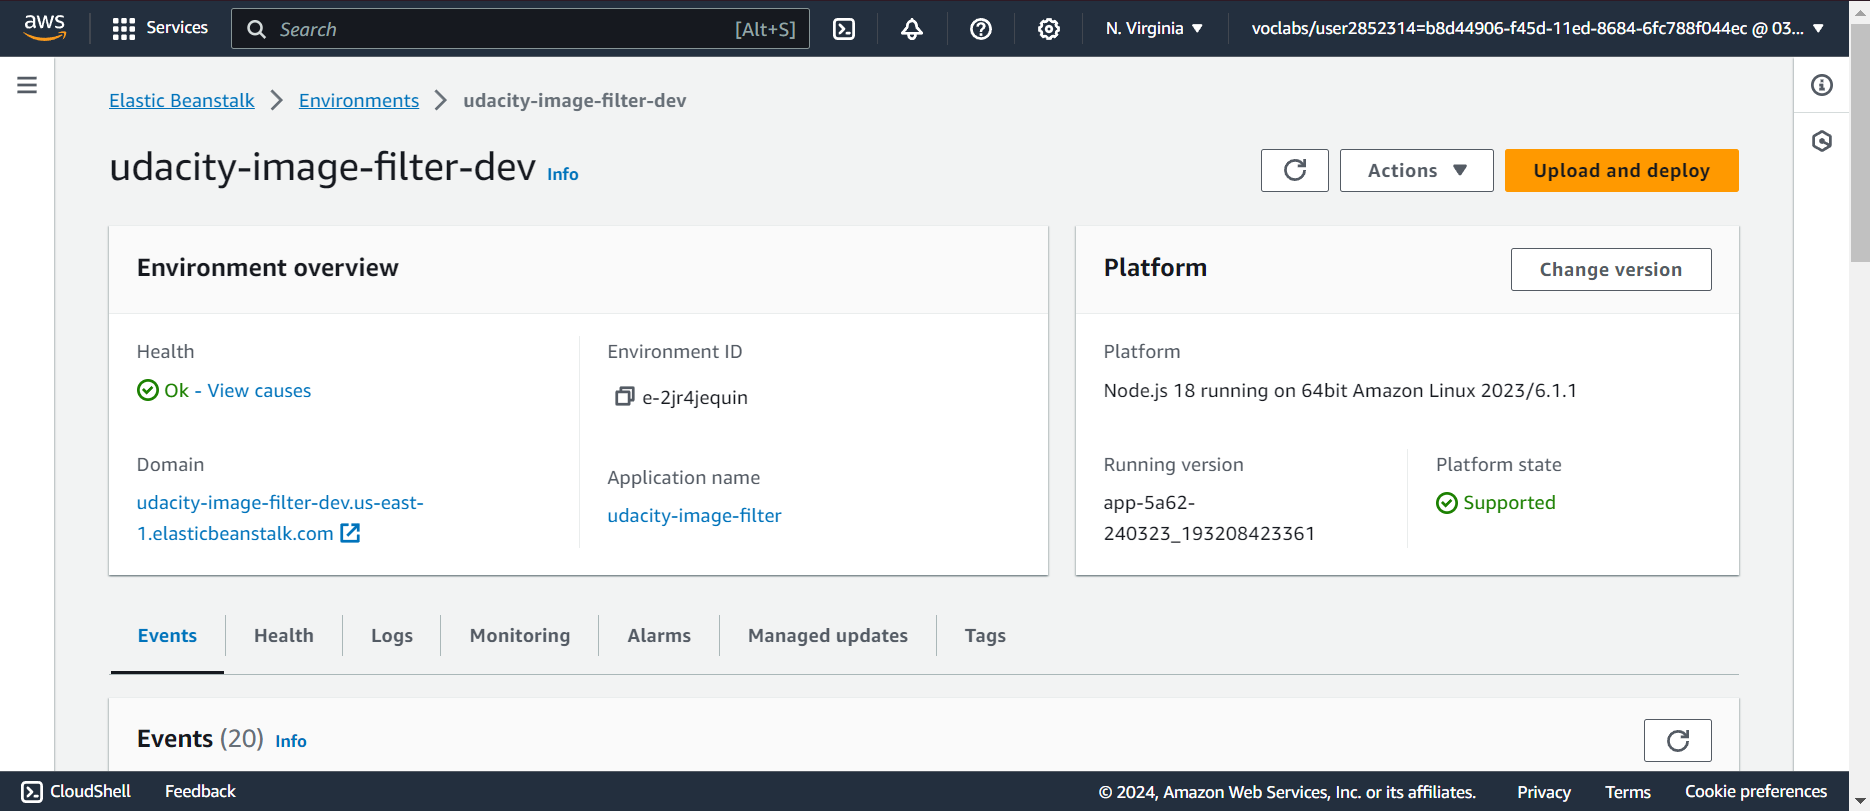 aws
Services
Search
[Alt+S]
N. Virginia
voclabs/user2852314=b8d44906-f45d-11ed-8684-6fc788f044ec @ 03...
Elastic Beanstalk
Environments
udacity-image-filter-dev
udacity-image-filter-dev Info
Actions
Upload and deploy
Environment overview
Health
Ok - View causes
Domain
udacity-image-filter-dev.us-east-
1.elasticbeanstalk.com
Environment ID
e-2jr4jequin
Application name
udacity-image-filter
Platform
Change version
Platform
Node.js 18 running on 64bit Amazon Linux 2023/6.1.1
Running version
app-5a62-
240323_193208423361
Platform state
Supported
Events
Health
Logs
Monitoring
Alarms
Managed updates
Tags
Events (20) Info
CloudShell
Feedback
© 2024, Amazon Web Services, Inc. or its affiliates.
Privacy
Terms
Cookie preferences